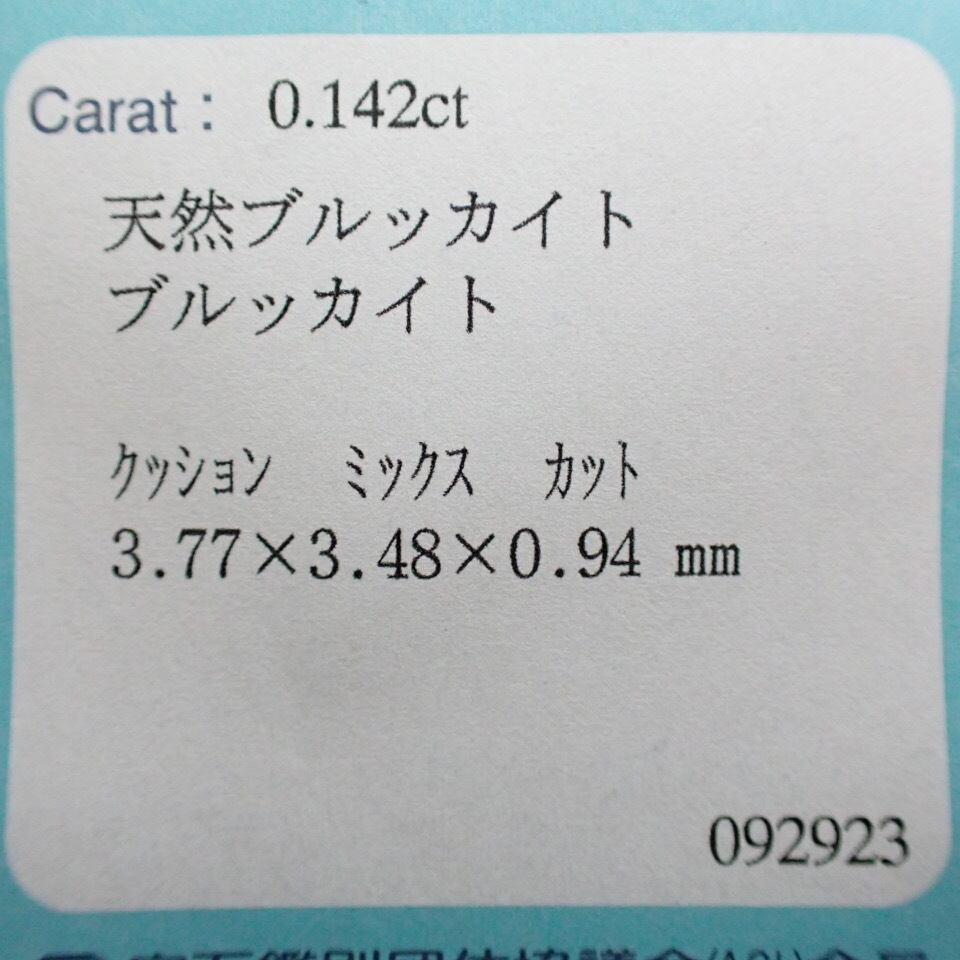 Carat： 0.142ct
天然ブルッカイト
ブルッカイト
ｸｯｼｮﾝ ﾐｯｸｽ ｶｯﾄ
3.77×3.48×0.94 mm
092923